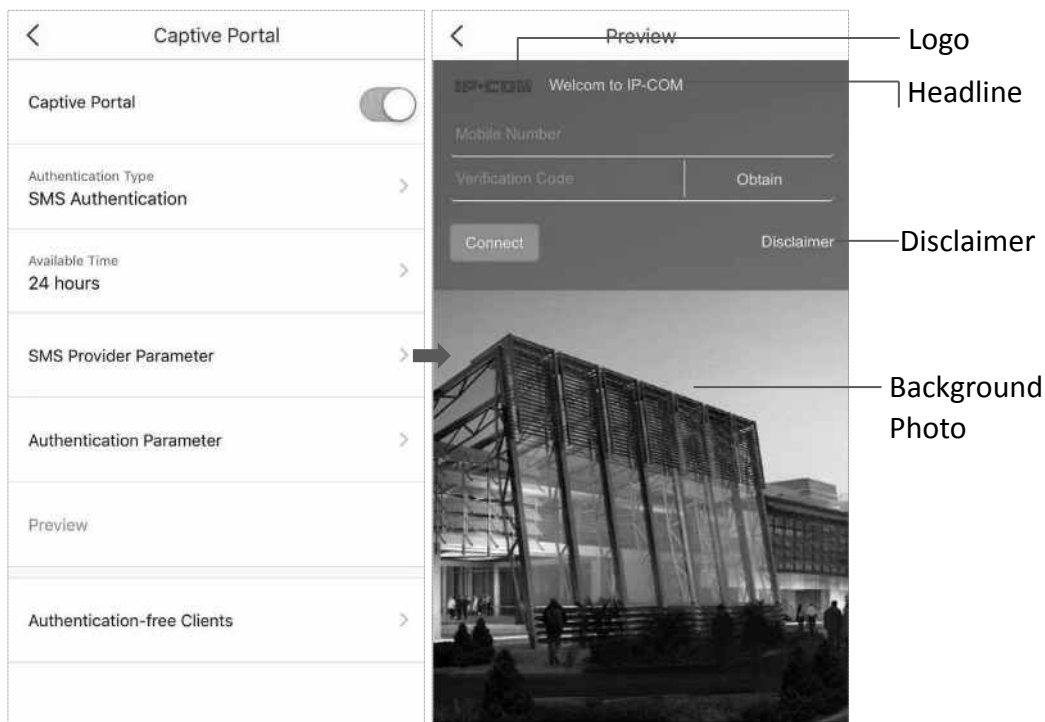 Captive Portal
Captive Portal
Authentication Type
SMS Authentication
Available Time
24 hours
SMS Provider Parameter
Authentication Parameter
Preview
Authentication-free Clients
Preview
IP-COM Welcom to IP-COM
Mobile Number
Verification Code Obtain
Connect Disclaimer
Logo
Headline
Disclaimer
Background
Photo